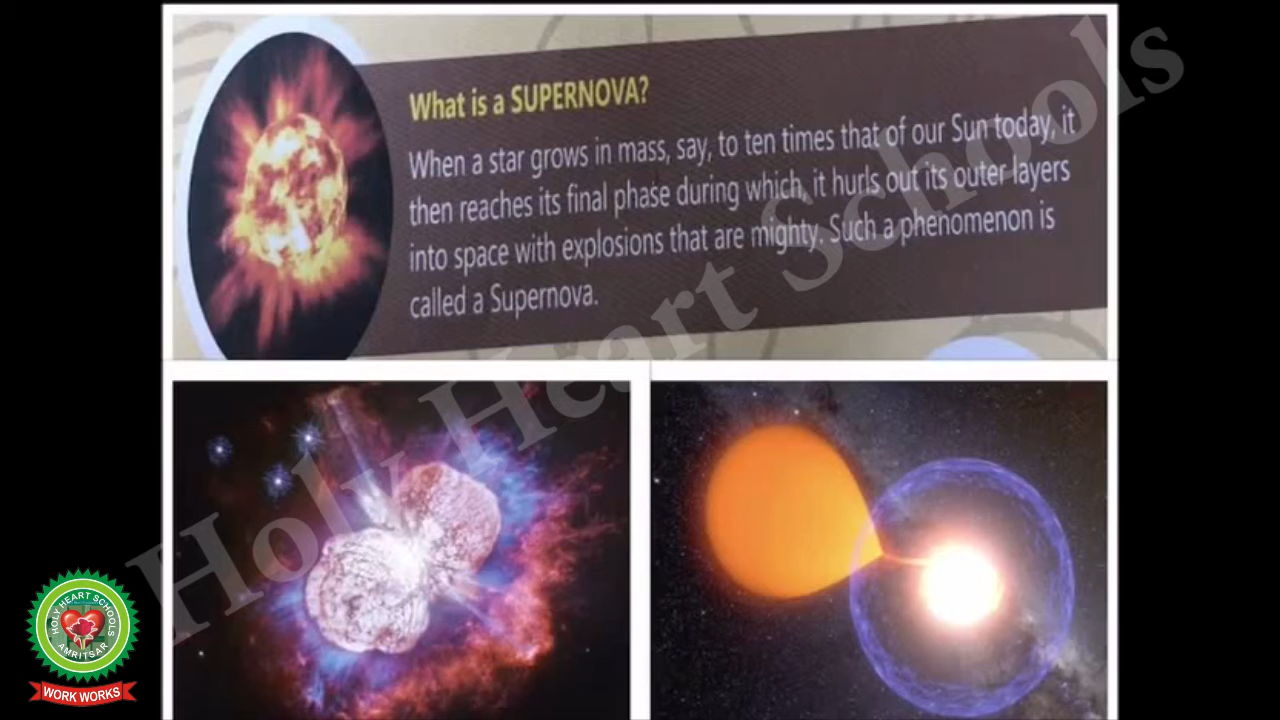 What is a SUPERNOVA?
When a star grows in mass, say, to ten times that of our Sun today, it
then reaches its final phase during which, it hurls out its outer layers
into space with explosions that are mighty. Such a phenomenon is
called a Supernova.
Holy Heart Schools
HOLY HEART SCHOOLS
AMRITSAR
WORK WORKS